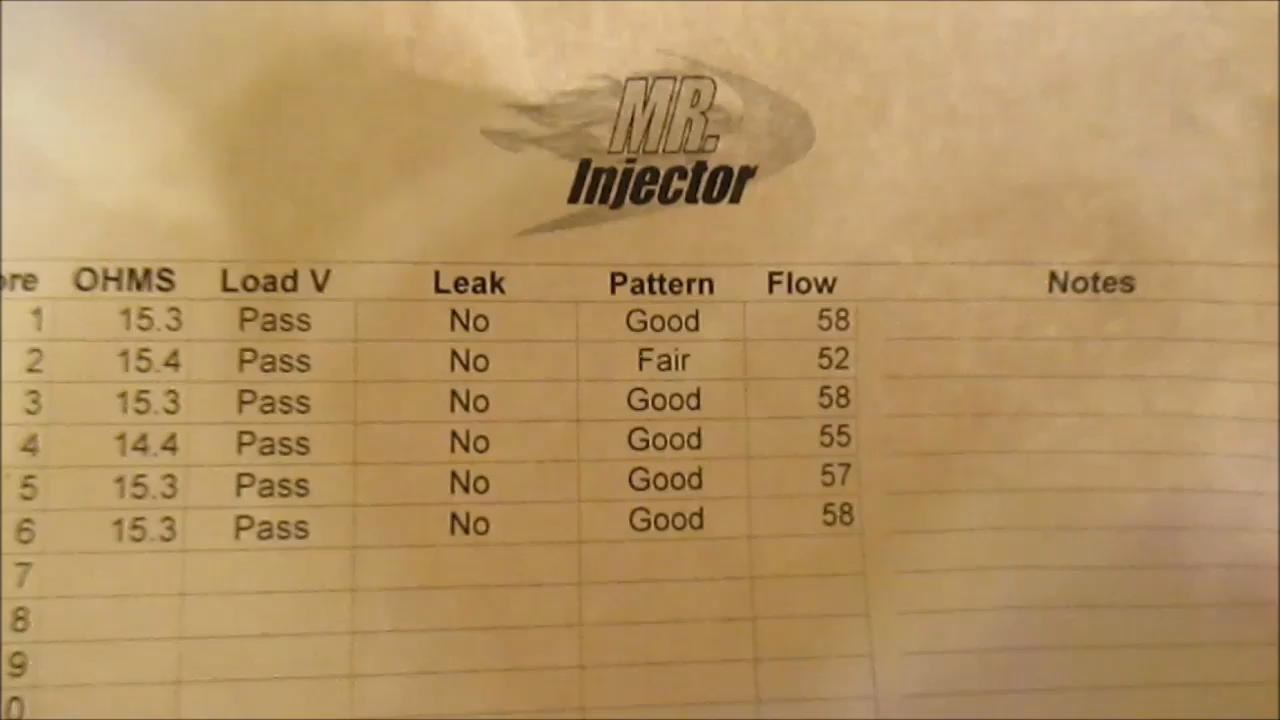 MR.
Injector
ore OHMS Load V Leak Pattern Flow Notes
1 15.3 Pass No Good 58
2 15.4 Pass No Fair 52
3 15.3 Pass No Good 58
4 14.4 Pass No Good 55
5 15.3 Pass No Good 57
6 15.3 Pass No Good 58
7
8
9
0